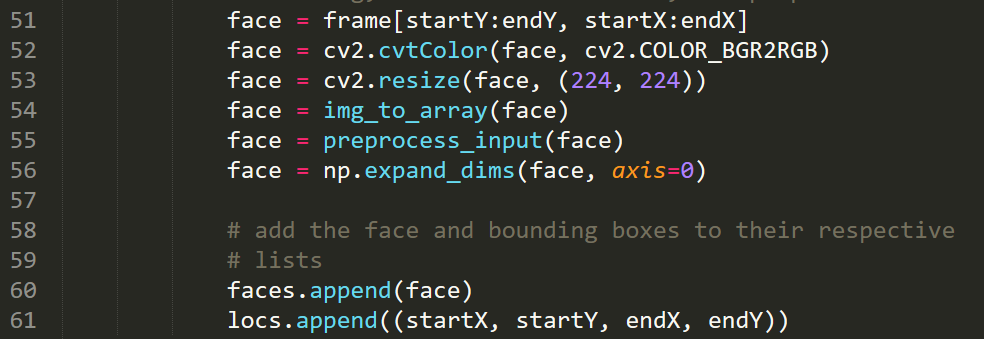 51 face = frame[startY:endY, startX:endX]
52 face = cv2.cvtColor(face, cv2.COLOR_BGR2RGB)
53 face = cv2.resize(face, (224, 224))
54 face = img_to_array(face)
55 face = preprocess_input(face)
56 face = np.expand_dims(face, axis=0)
57
58 # add the face and bounding boxes to their respective
59 # lists
60 faces.append(face)
61 locs.append((startX, startY, endX, endY))